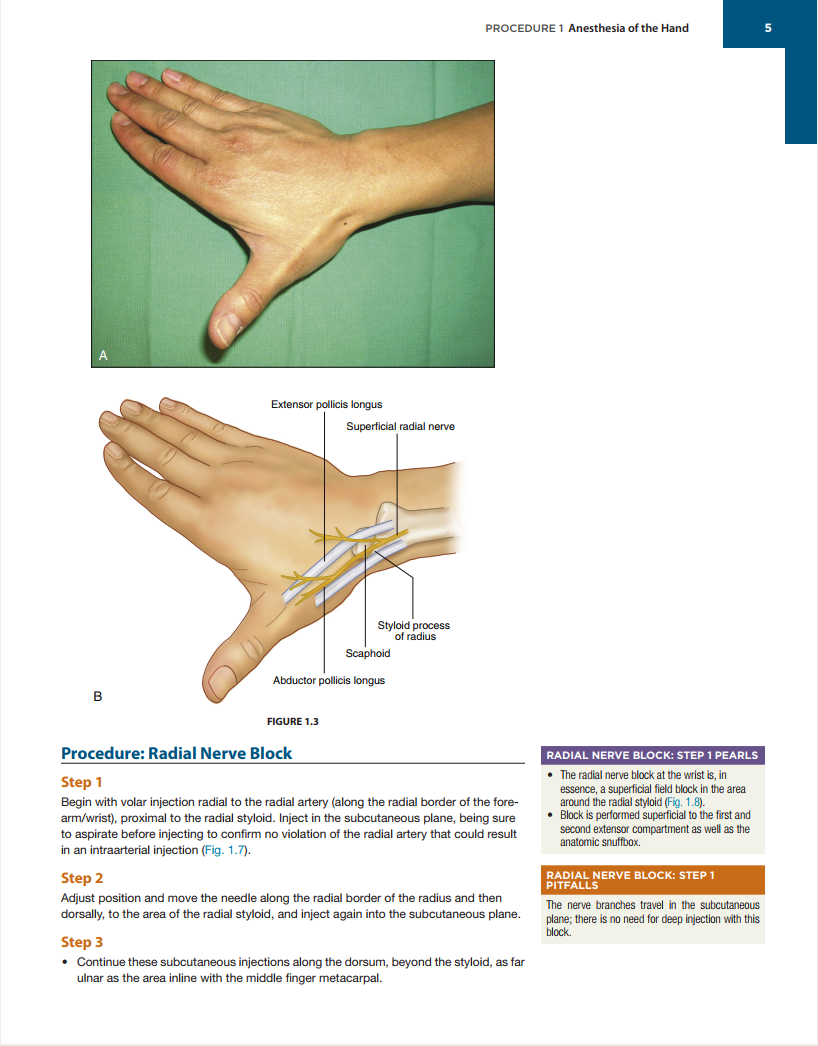 PROCEDURE 1 Anesthesia of the Hand
5
A
Extensor pollicis longus
Superficial radial nerve
Styloid process
of radius
Scaphoid
Abductor pollicis longus
B
FIGURE 1.3
Procedure: Radial Nerve Block
Step 1
Begin with volar injection radial to the radial artery (along the radial border of the fore-
arm/wrist), proximal to the radial styloid. Inject in the subcutaneous plane, being sure
to aspirate before injecting to confirm no violation of the radial artery that could result
in an intraarterial injection (Fig. 1.7).
Step 2
Adjust position and move the needle along the radial border of the radius and then
dorsally, to the area of the radial styloid, and inject again into the subcutaneous plane.
Step 3
• Continue these subcutaneous injections along the dorsum, beyond the styloid, as far
ulnar as the area inline with the middle finger metacarpal.
RADIAL NERVE BLOCK: STEP 1 PEARLS
• The radial nerve block at the wrist is, in
essence, a superficial field block in the area
around the radial styloid (Fig. 1.8).
• Block is performed superficial to the first and
second extensor compartment as well as the
anatomic snuffbox.
RADIAL NERVE BLOCK: STEP 1
PITFALLS
The nerve branches travel in the subcutaneous
plane; there is no need for deep injection with this
block.